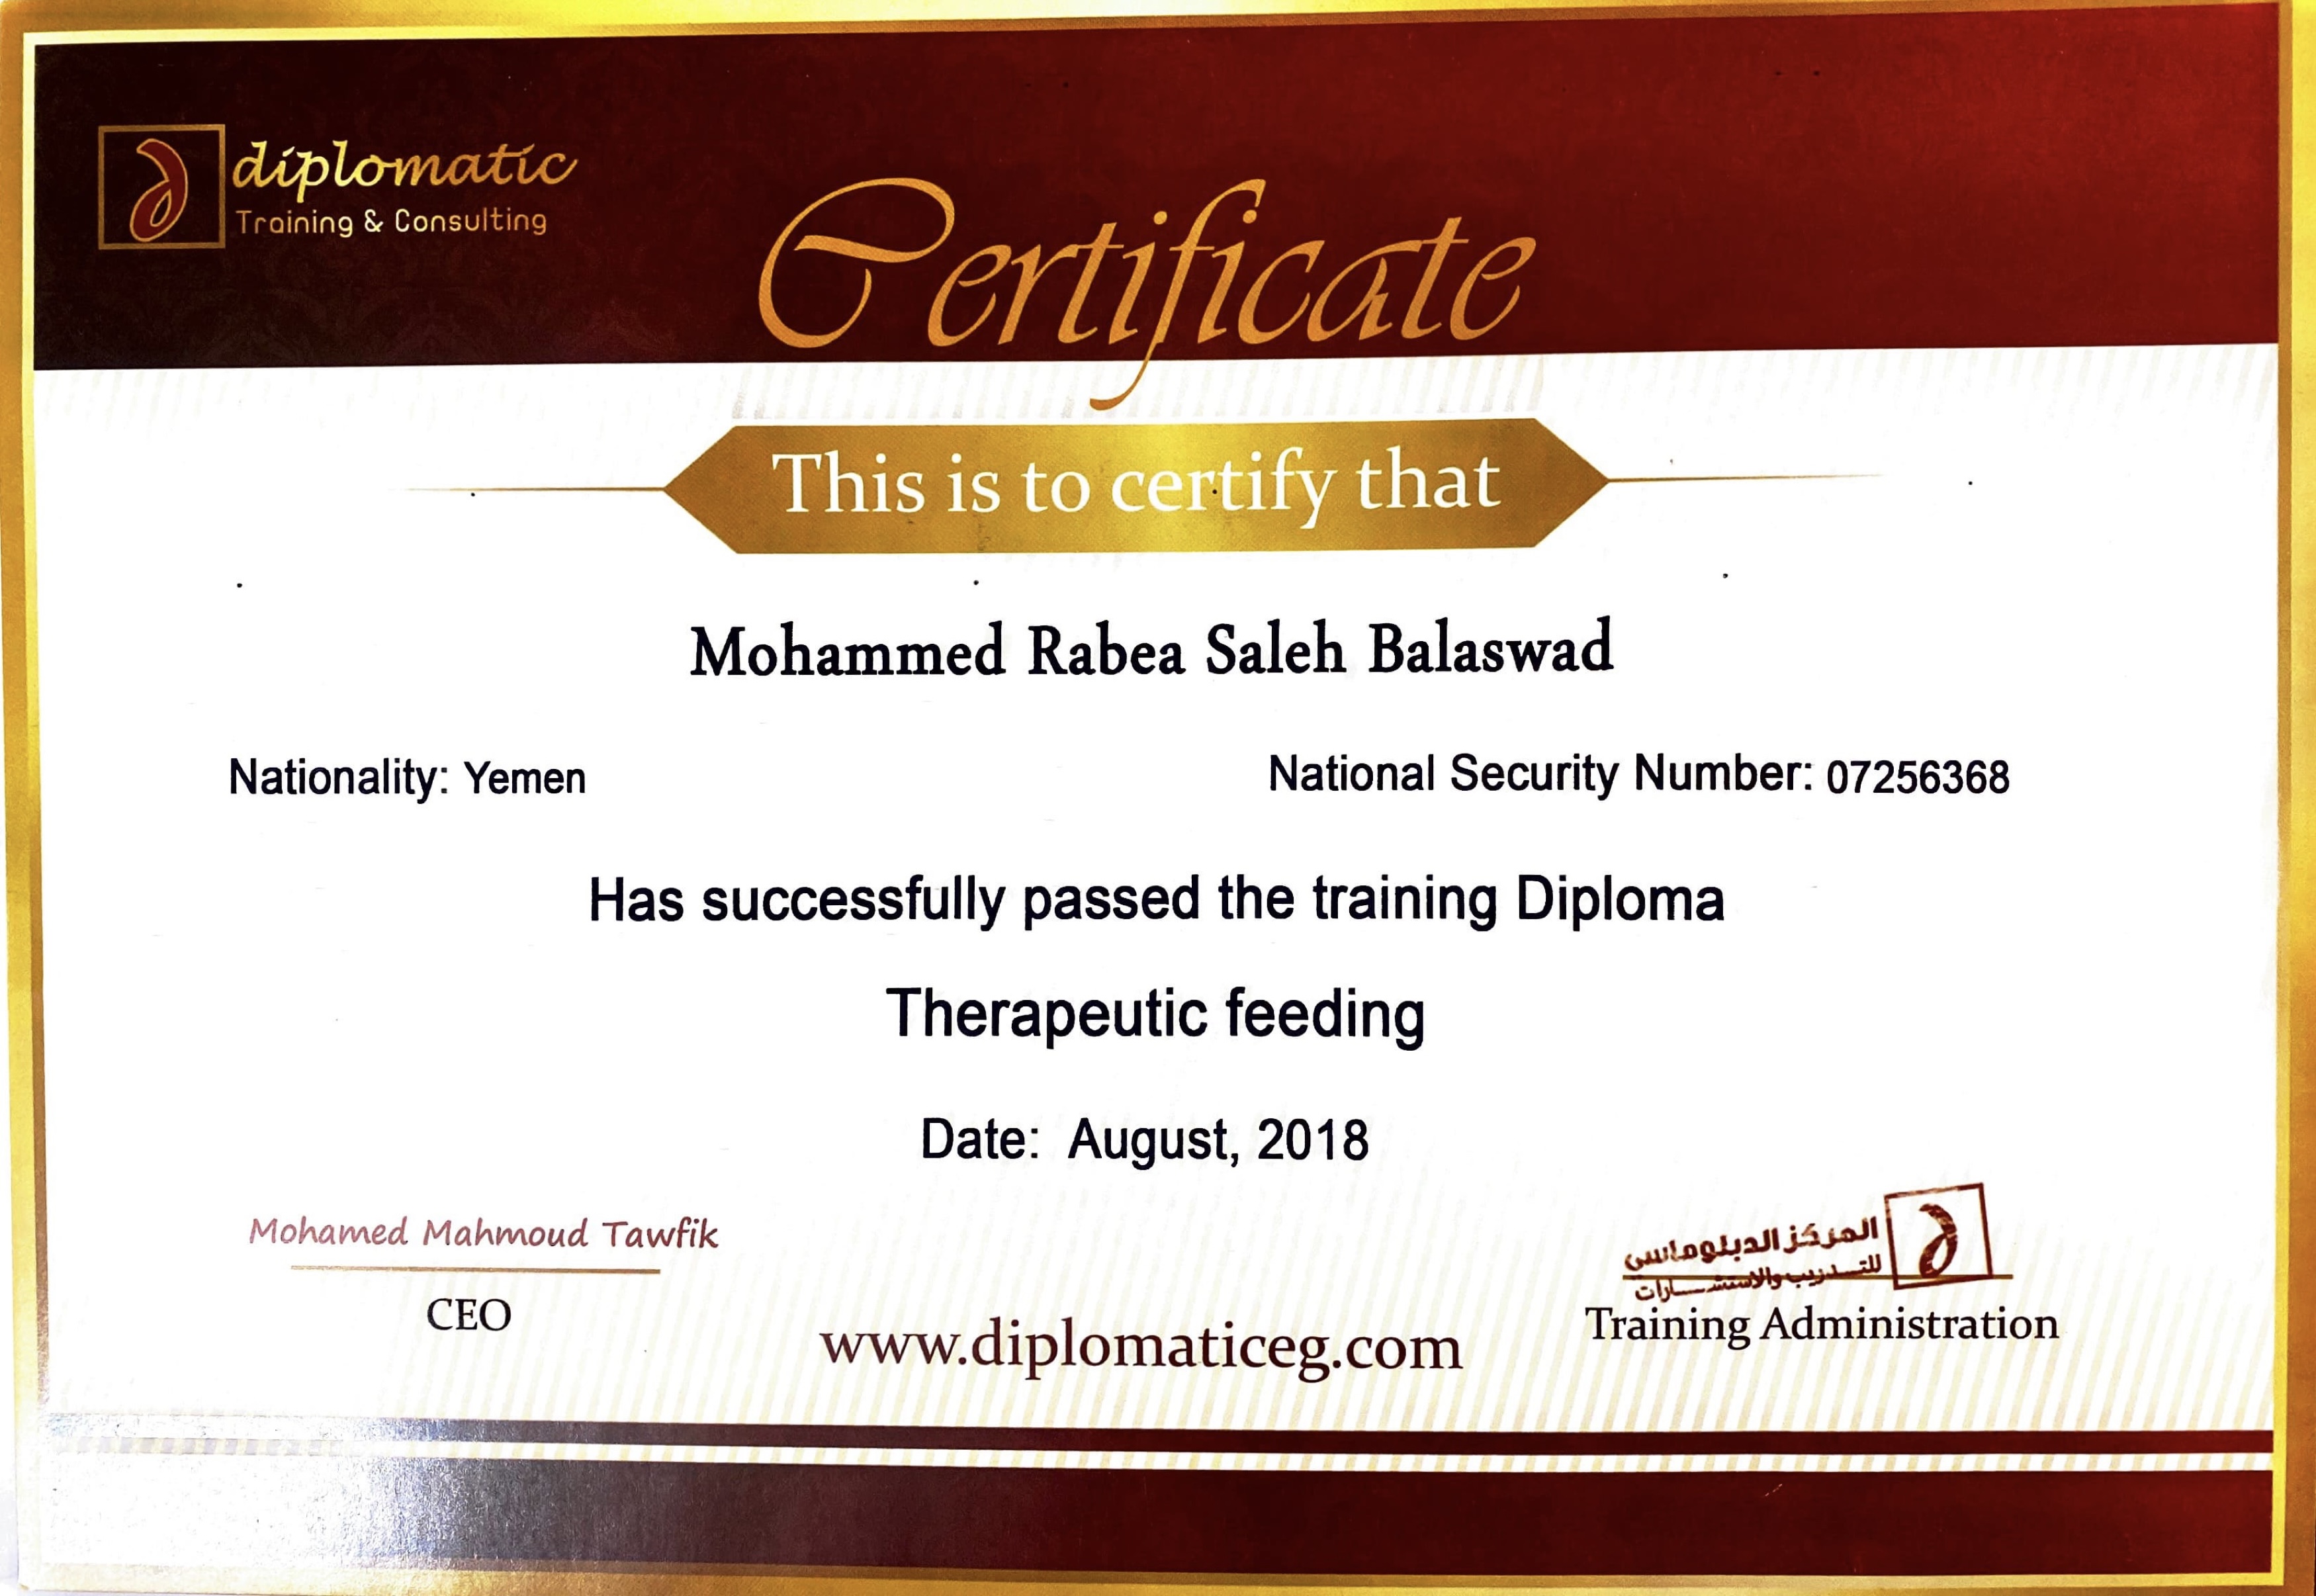 diplomatic
Training & Consulting
Certificate
This is to certify that
Mohammed Rabea Saleh Balaswad
Nationality: Yemen National Security Number: 07256368
Has successfully passed the training Diploma
Therapeutic feeding
Date: August, 2018
Mohamed Mahmoud Tawfik
CEO
المركز الدبلوماسي
للتدريب والاستشارات
Training Administration
www.diplomaticeg.com